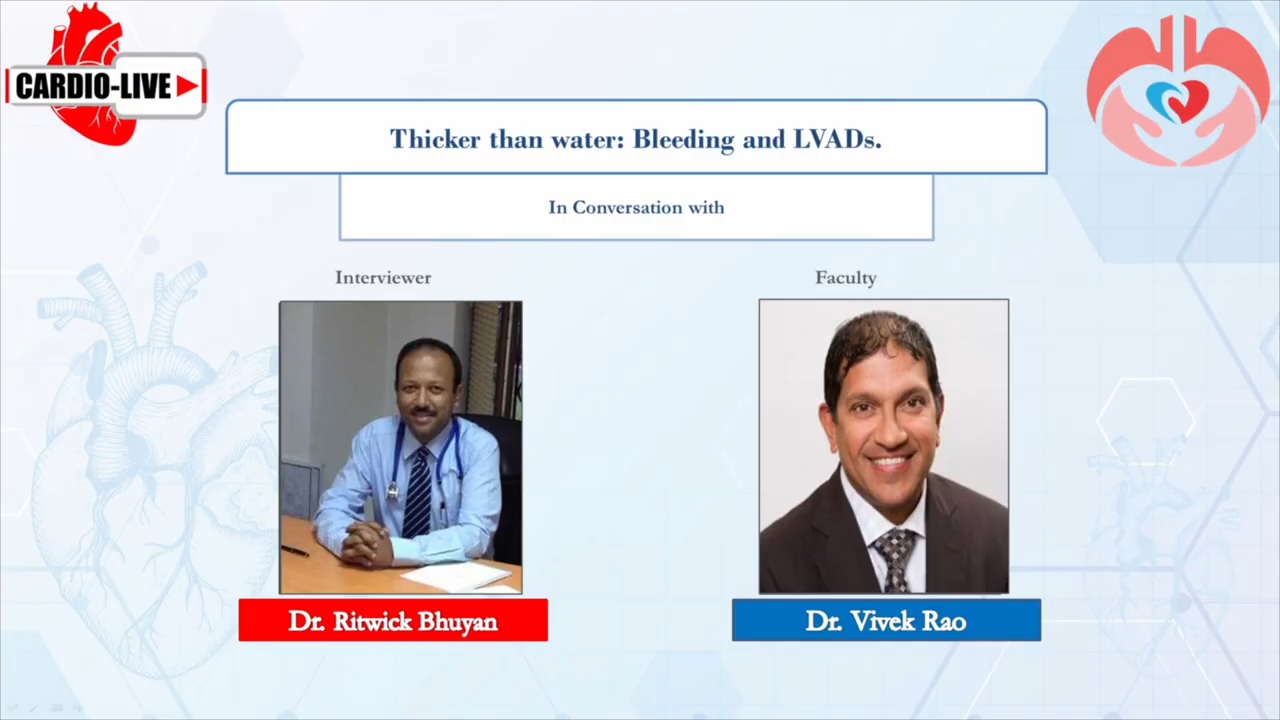 CARDIO-LIVE
Thicker than water: Bleeding and LVADs.
In Conversation with
Interviewer
Faculty
Dr. Ritwick Bhuyan
Dr. Vivek Rao